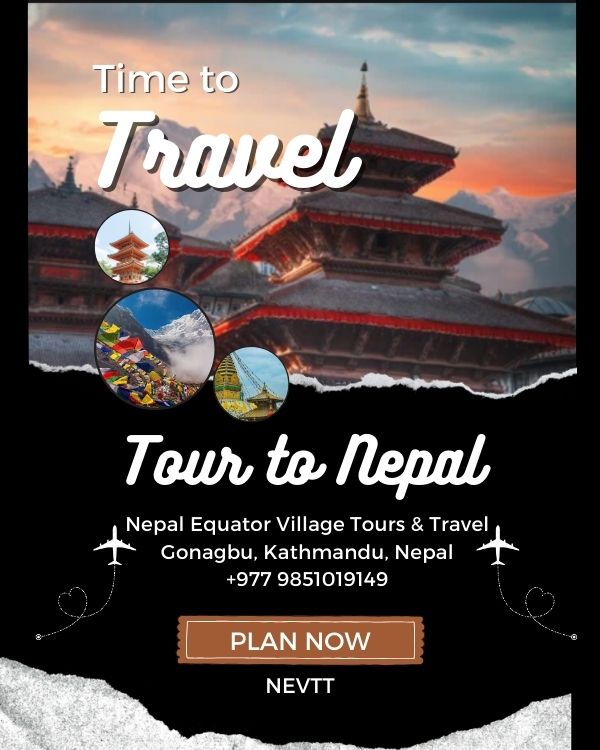 Time to
Travel
Tour to Nepal
Nepal Equator Village Tours & Travel
Gonagbu, Kathmandu, Nepal
+977 9851019149
PLAN NOW
NEVTT